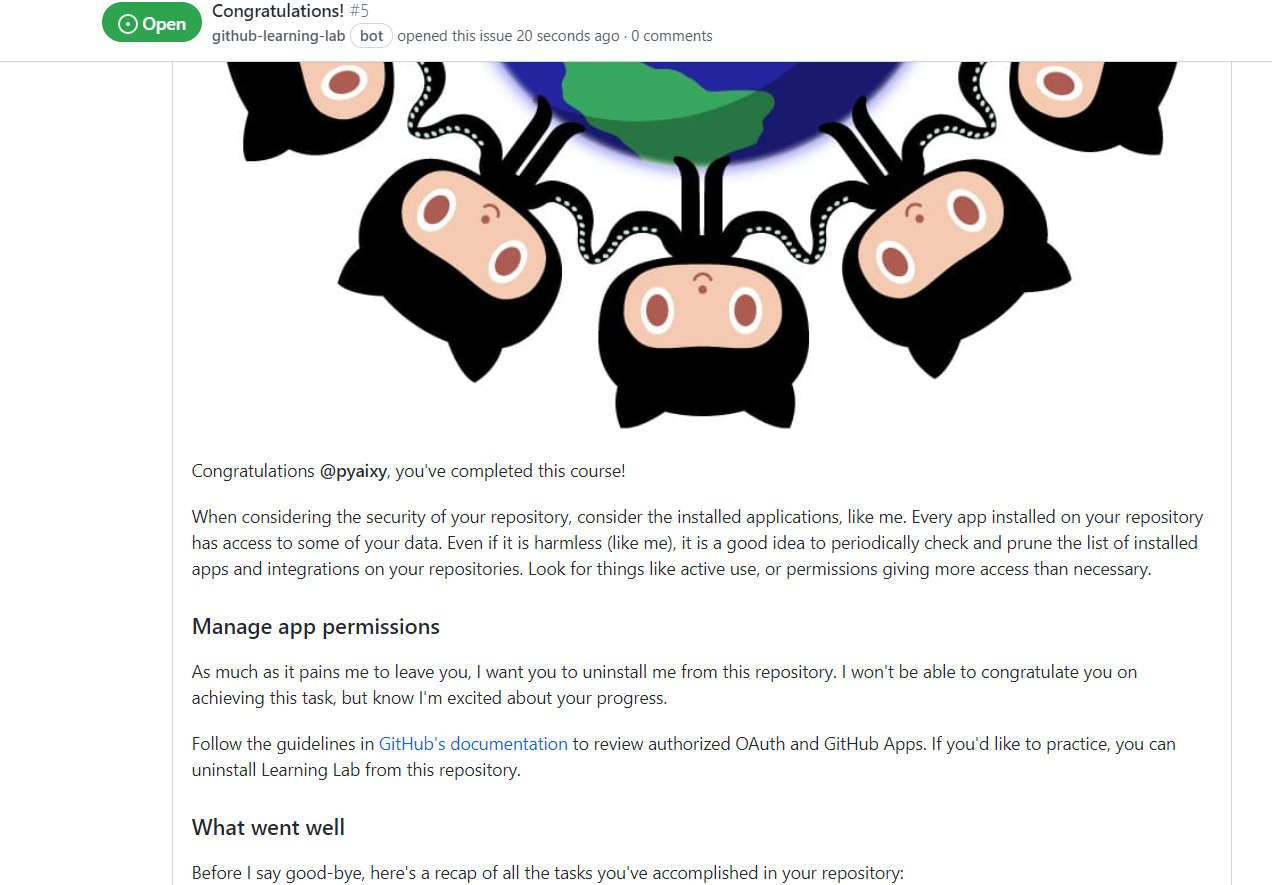 Open
Congratulations! #5
github-learning-lab bot opened this issue 20 seconds ago · 0 comments
Congratulations @pyaixy, you've completed this course!
When considering the security of your repository, consider the installed applications, like me. Every app installed on your repository
has access to some of your data. Even if it is harmless (like me), it is a good idea to periodically check and prune the list of installed
apps and integrations on your repositories. Look for things like active use, or permissions giving more access than necessary.
Manage app permissions
As much as it pains me to leave you, I want you to uninstall me from this repository. I won't be able to congratulate you on
achieving this task, but know I'm excited about your progress.
Follow the guidelines in GitHub's documentation to review authorized OAuth and GitHub Apps. If you'd like to practice, you can
uninstall Learning Lab from this repository.
What went well
Before I say good-bye, here's a recap of all the tasks you've accomplished in your repository: